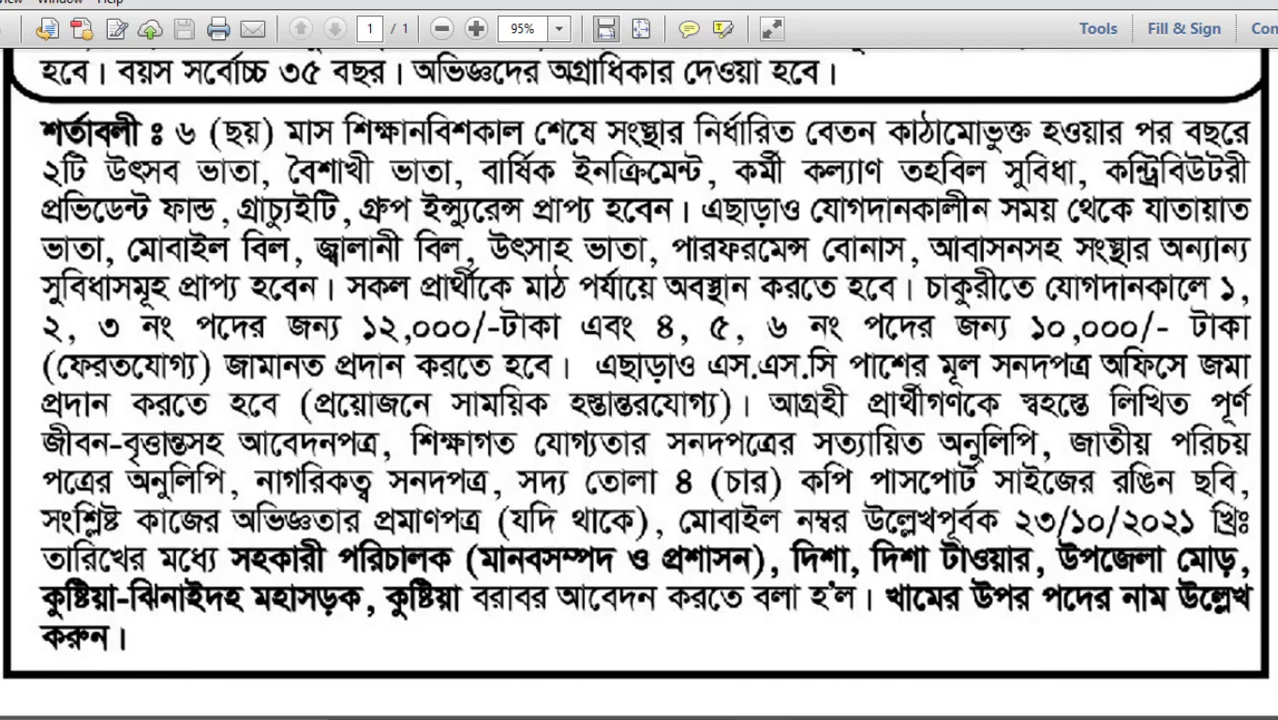 View Window Help
1 / 1 95% Tools Fill & Sign
হবে। বয়স সর্বোচ্চ ৩৫ বছর। অভিজ্ঞদের অগ্রাধিকার দেওয়া হবে।
শর্তাবলী ঃ ৬ (ছয়) মাস শিক্ষানবিশকাল শেষে সংস্থার নির্ধারিত বেতন কাঠামোভুক্ত হওয়ার পর বছরে
২টি উৎসব ভাতা, বৈশাখী ভাতা, বার্ষিক ইনক্রিমেন্ট, কর্মী কল্যাণ তহবিল সুবিধা, কন্ট্রিবিউটরী
প্রভিডেন্ট ফান্ড, গ্রাচ্যুইটি, গ্রুপ ইন্স্যুরেন্স প্রাপ্য হবেন। এছাড়াও যোগদানকালীন সময় থেকে যাতায়াত
ভাতা, মোবাইল বিল, জ্বালানী বিল, উৎসাহ ভাতা, পারফরমেন্স বোনাস, আবাসনসহ সংস্থার অন্যান্য
সুবিধাসমূহ প্রাপ্য হবেন। সকল প্রার্থীকে মাঠ পর্যায়ে অবস্থান করতে হবে। চাকুরীতে যোগদানকালে ১,
২, ৩ নং পদের জন্য ১২,০০০/-টাকা এবং ৪, ৫, ৬ নং পদের জন্য ১০,০০০/- টাকা
(ফেরতযোগ্য) জামানত প্রদান করতে হবে। এছাড়াও এস.এস.সি পাশের মূল সনদপত্র অফিসে জমা
প্রদান করতে হবে (প্রয়োজনে সাময়িক হস্তান্তরযোগ্য)। আগ্রহী প্রার্থীগণকে স্বহস্তে লিখিত পূর্ণ
জীবন-বৃত্তান্তসহ আবেদনপত্র, শিক্ষাগত যোগ্যতার সনদপত্রের সত্যায়িত অনুলিপি, জাতীয় পরিচয়
পত্রের অনুলিপি, নাগরিকত্ব সনদপত্র, সদ্য তোলা ৪ (চার) কপি পাসপোর্ট সাইজের রঙিন ছবি,
সংশ্লিষ্ট কাজের অভিজ্ঞতার প্রমাণপত্র (যদি থাকে), মোবাইল নম্বর উল্লেখপূর্বক ২৩/১০/২০২১ খ্রিঃ
তারিখের মধ্যে সহকারী পরিচালক (মানবসম্পদ ও প্রশাসন), দিশা, দিশা টাওয়ার, উপজেলা মোড়,
কুষ্টিয়া-ঝিনাইদহ মহাসড়ক, কুষ্টিয়া বরাবর আবেদন করতে বলা হ'ল। খামের উপর পদের নাম উল্লেখ
করুন।